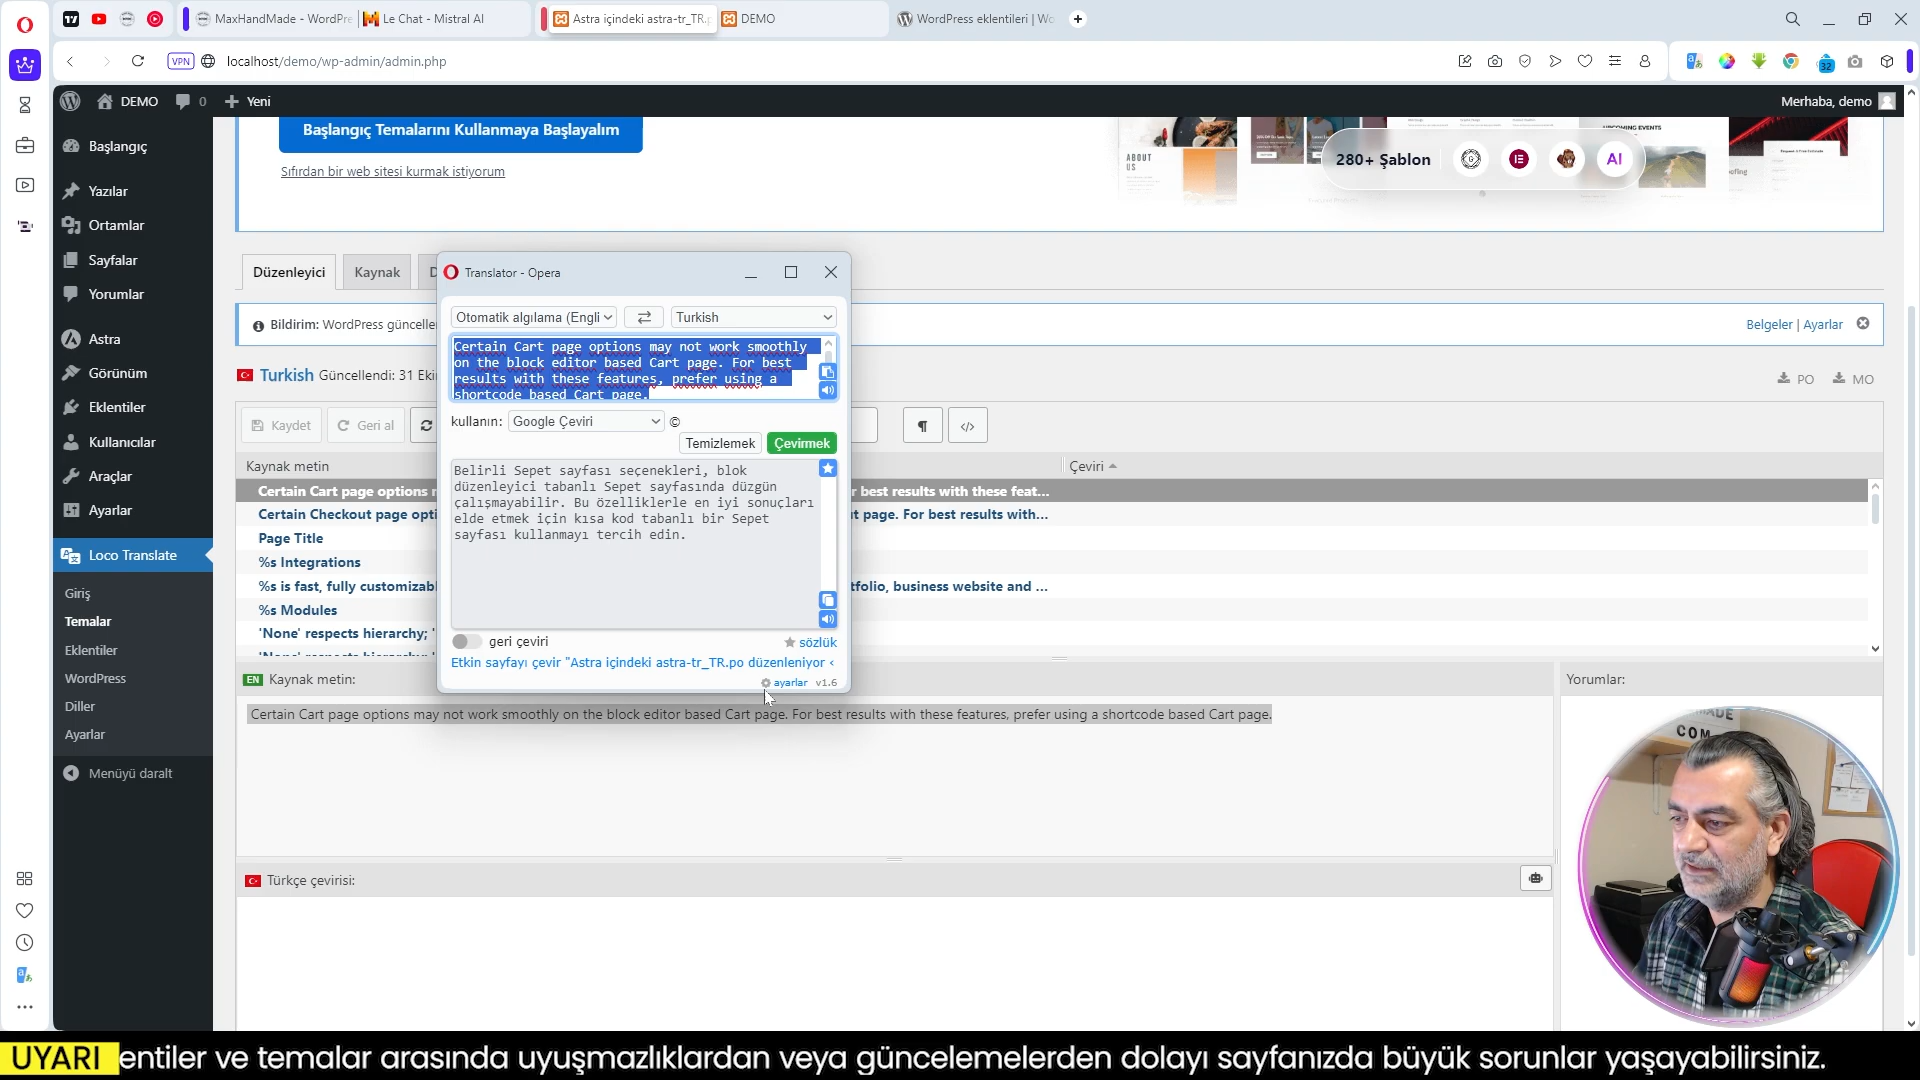 MaxHandMade - WordPre
Le Chat - Mistral AI
Astra içindeki astra-tr_TR.p
DEMO
WordPress eklentileri | Wo
VPN
localhost/demo/wp-admin/admin.php
32
DEMO
0
Yeni
Merhaba, demo
Başlangıç
Yazılar
Ortamlar
Sayfalar
Yorumlar
Astra
Görünüm
Eklentiler
Kullanıcılar
Araçlar
Ayarlar
Loco Translate
Giriş
Temalar
Eklentiler
WordPress
Diller
Ayarlar
Menüyü daralt
Başlangıç Temalarını Kullanmaya Başlayalım
Sıfırdan bir web sitesi kurmak istiyorum
ABOUT
US
UPCOMING EVENTS
280+ Şablon
AI
Düzenleyici
Kaynak
Bildirim: WordPress güncelle
Belgeler | Ayarlar
Turkish Güncellendi: 31 Eki
PO
MO
Kaydet
Geri al
Kaynak metin
Çeviri
Certain Cart page options
r best results with these feat...
Certain Checkout page opti
t page. For best results with...
Page Title
%s Integrations
%s is fast, fully customizabl
tfolio, business website and ...
%s Modules
'None' respects hierarchy; '
Translator - Opera
Otomatik algılama (Engli
Turkish
Certain Cart page options may not work smoothly
on the block editor based Cart page. For best
results with these features, prefer using a
shortcode based Cart page.
kullanın:
Google Çeviri
©
Temizlemek
Çevirmek
Belirli Sepet sayfası seçenekleri, blok
düzenleyici tabanlı Sepet sayfasında düzgün
çalışmayabilir. Bu özelliklerle en iyi sonuçları
elde etmek için kısa kod tabanlı bir Sepet
sayfası kullanmayı tercih edin.
geri çeviri
sözlük
Etkin sayfayı çevir "Astra içindeki astra-tr_TR.po düzenleniyor ‹
ayarlar v1.6
EN Kaynak metin:
Yorumlar:
Certain Cart page options may not work smoothly on the block editor based Cart page. For best results with these features, prefer using a shortcode based Cart page.
Türkçe çevirisi:
COM
UYARI
entiler ve temalar arasında uyuşmazlıklardan veya güncelemelerden dolayı sayfanızda büyük sorunlar yaşayabilirsiniz.